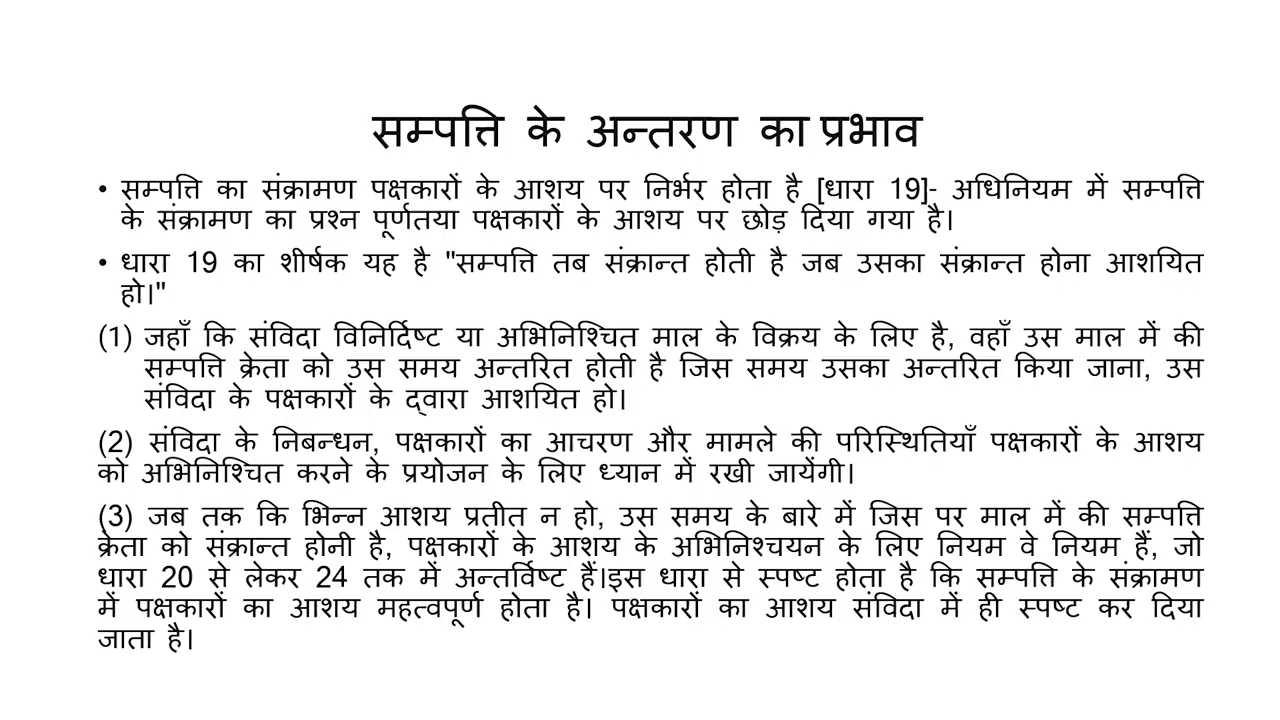 सम्पत्ति के अन्तरण का प्रभाव
• सम्पत्ति का संक्रामण पक्षकारों के आशय पर निर्भर होता है [धारा 19]- अधिनियम में सम्पत्ति
के संक्रामण का प्रश्न पूर्णतया पक्षकारों के आशय पर छोड़ दिया गया है।
• धारा 19 का शीर्षक यह है "सम्पत्ति तब संक्रान्त होती है जब उसका संक्रान्त होना आशयित
हो।"
(1) जहाँ कि संविदा विनिर्दिष्ट या अभिनिश्चित माल के विक्रय के लिए है, वहाँ उस माल में की
सम्पत्ति क्रेता को उस समय अन्तरित होती है जिस समय उसका अन्तरित किया जाना, उस
संविदा के पक्षकारों के द्वारा आशयित हो।
(2) संविदा के निबन्धन, पक्षकारों का आचरण और मामले की परिस्थितियाँ पक्षकारों के आशय
को अभिनिश्चित करने के प्रयोजन के लिए ध्यान में रखी जायेंगी।
(3) जब तक कि भिन्न आशय प्रतीत न हो, उस समय के बारे में जिस पर माल में की सम्पत्ति
क्रेता को संक्रान्त होनी है, पक्षकारों के आशय के अभिनिश्चयन के लिए नियम वे नियम हैं, जो
धारा 20 से लेकर 24 तक में अन्तर्विष्ट हैं।इस धारा से स्पष्ट होता है कि सम्पत्ति के संक्रामण
में पक्षकारों का आशय महत्वपूर्ण होता है। पक्षकारों का आशय संविदा में ही स्पष्ट कर दिया
जाता है।